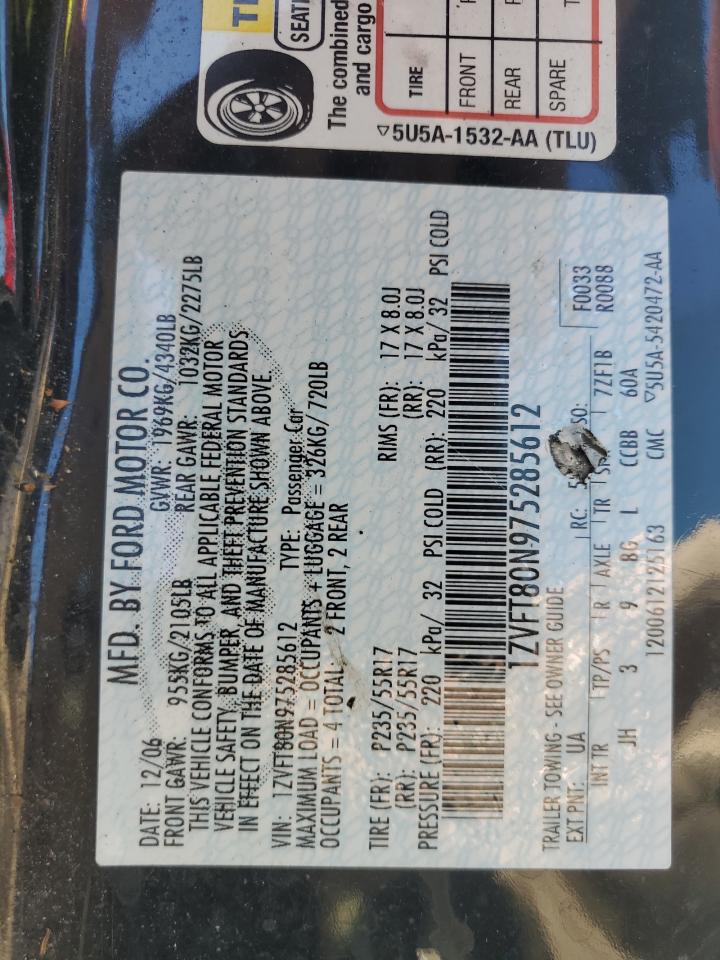 SEATI
The combined
and cargo
TIRE
FRONT
REAR
SPARE
▽5U5A-1532-AA (TLU)
MFD. BY FORD MOTOR CO.
DATE: 12/06 GVWR: 1969KG/4340LB
FRONT GAWR: 955KG/2105LB REAR GAWR: 1032KG/2275LB
THIS VEHICLE CONFORMS TO ALL APPLICABLE FEDERAL MOTOR
VEHICLE SAFETY, BUMPER, AND THEFT PREVENTION STANDARDS
IN EFFECT ON THE DATE OF MANUFACTURE SHOWN ABOVE.
VIN: 1ZVFT80N975285612 TYPE: Passenger Car
MAXIMUM LOAD = OCCUPANTS + LUGGAGE = 326KG/720LB
OCCUPANTS = 4 TOTAL: 2 FRONT, 2 REAR
TIRE (FR): P235/55R17 RIMS (FR): 17 X 8.0J
(RR): P235/55R17 (RR): 17 X 8.0J
PRESSURE (FR): 220 kPa/ 32 PSI COLD (RR): 220 kPa/ 32 PSI COLD
1ZVFT80N975285612
TRAILER TOWING - SEE OWNER GUIDE
EXT PNT: UA RC: SO: F0033
INT TR TP/PS R AXLE TR 7ZF1B R0088
JH 3 9 BG L CCBB 60A
1200612125163 CMC ▽5U5A-5420472-AA